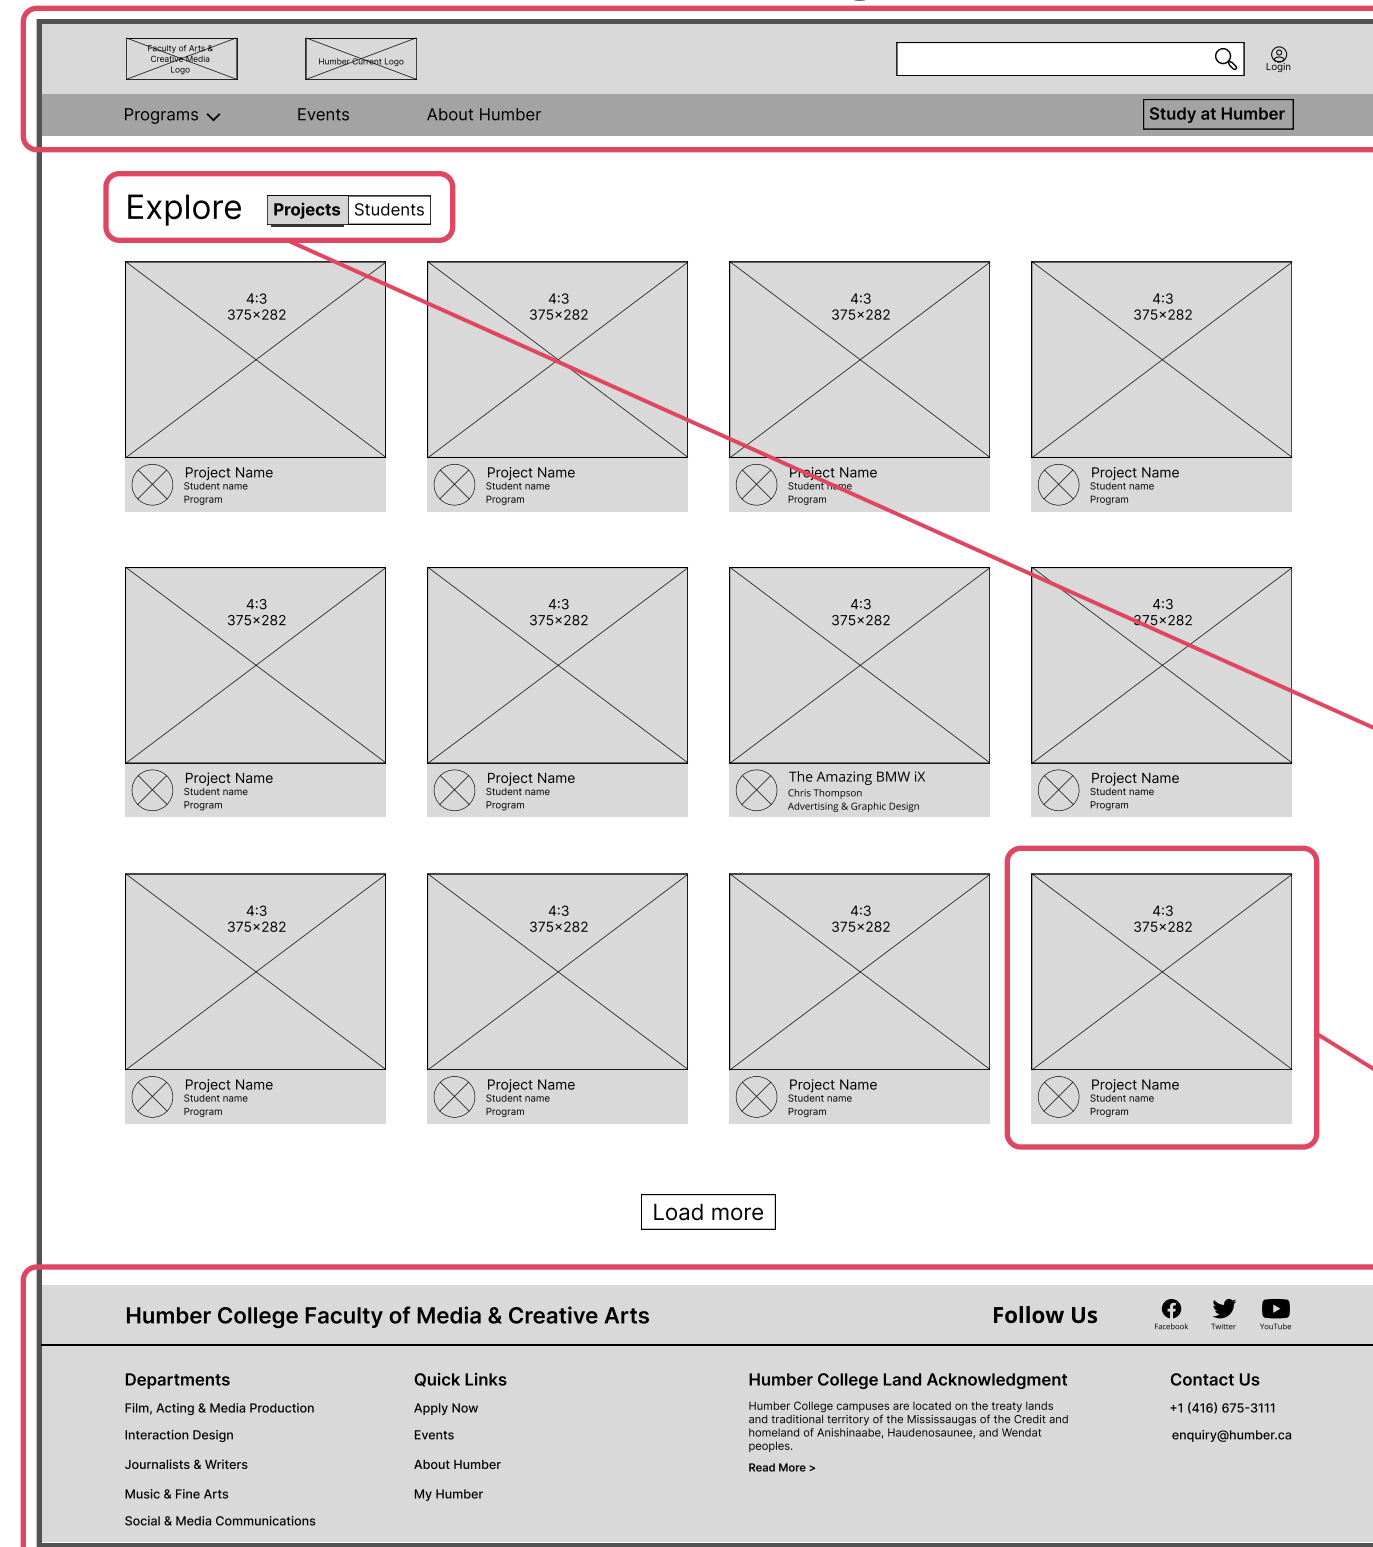 Faculty of Arts &
Creative Media
Logo
Humber Current Logo
Login
Programs
Events
About Humber
Study at Humber
Explore
Projects
Students
4:3
375×282
4:3
375×282
4:3
375×282
4:3
375×282
Project Name
Student name
Program
Project Name
Student name
Program
Project Name
Student name
Program
Project Name
Student name
Program
4:3
375×282
4:3
375×282
4:3
375×282
4:3
375×282
Project Name
Student name
Program
Project Name
Student name
Program
The Amazing BMW iX
Chris Thompson
Advertising & Graphic Design
Project Name
Student name
Program
4:3
375×282
4:3
375×282
4:3
375×282
4:3
375×282
Project Name
Student name
Program
Project Name
Student name
Program
Project Name
Student name
Program
Project Name
Student name
Program
Load more
Humber College Faculty of Media & Creative Arts
Follow Us
Facebook
Twitter
YouTube
Departments
Film, Acting & Media Production
Interaction Design
Journalists & Writers
Music & Fine Arts
Social & Media Communications
Quick Links
Apply Now
Events
About Humber
My Humber
Humber College Land Acknowledgment
Humber College campuses are located on the treaty lands
and traditional territory of the Mississaugas of the Credit and
homeland of Anishinaabe, Haudenosaunee, and Wendat
peoples.
Read More >
Contact Us
+1 (416) 675-3111
enquiry@humber.ca